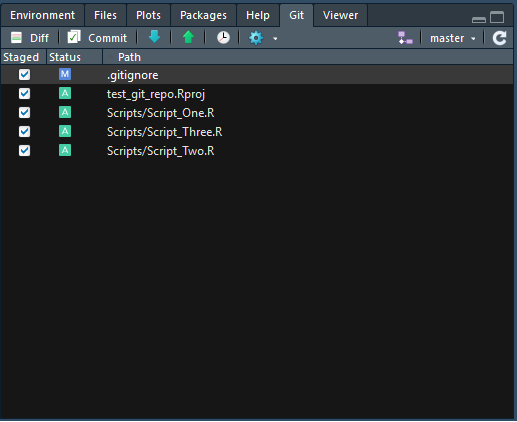 Environment Files Plots Packages Help Git Viewer
Diff Commit master
Staged Status Path
M .gitignore
A test_git_repo.Rproj
A Scripts/Script_One.R
A Scripts/Script_Three.R
A Scripts/Script_Two.R